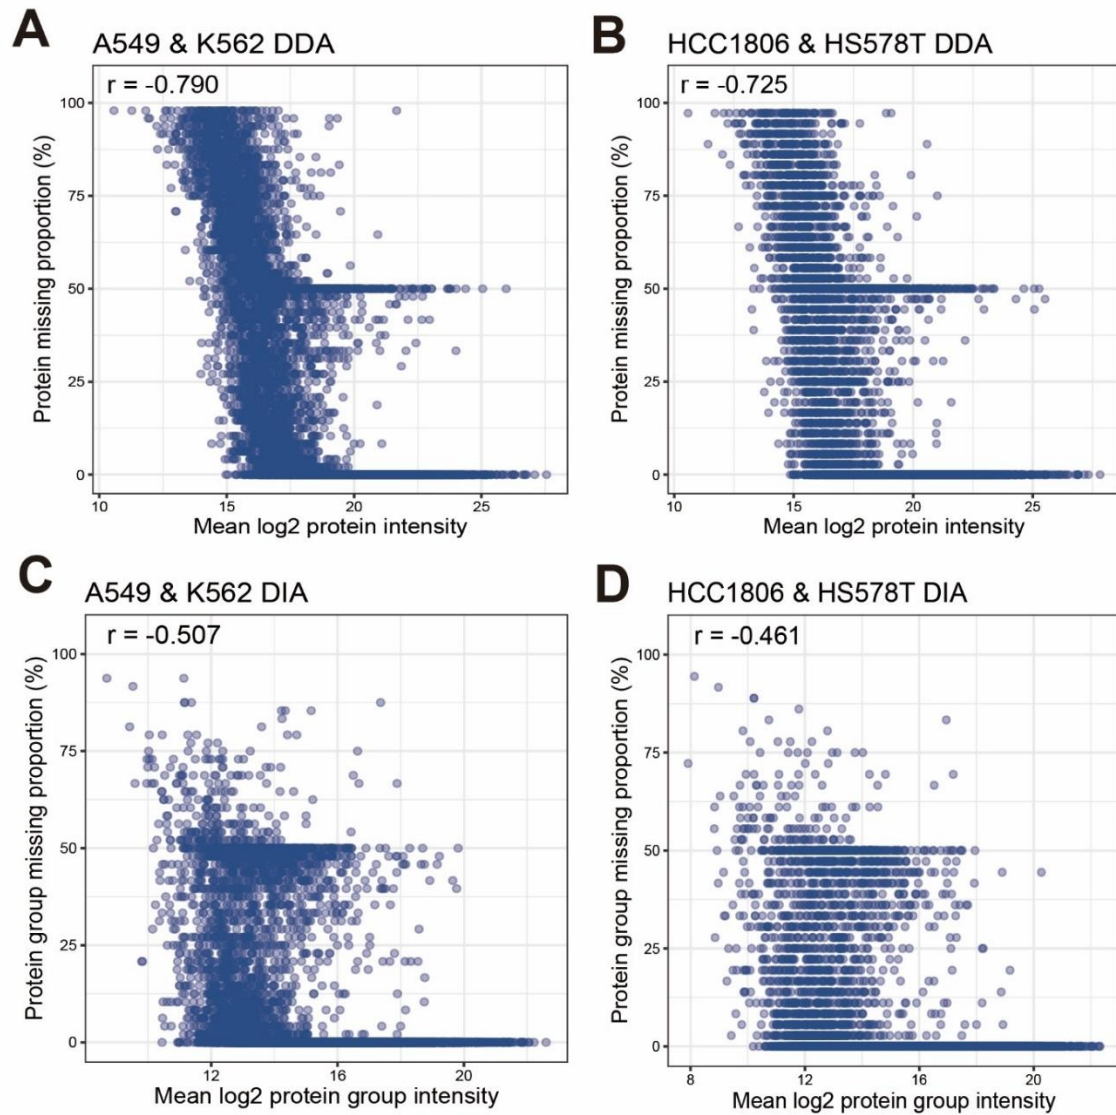 A
A549 & K562 DDA
r = -0.790
Protein missing proportion (%)
100
75
50
25
0
10
15
20
25
Mean log2 protein intensity
B
HCC1806 & HS578T DDA
r = -0.725
Protein missing proportion (%)
100
75
50
25
0
10
15
20
25
Mean log2 protein intensity
C
A549 & K562 DIA
r = -0.507
Protein group missing proportion (%)
100
75
50
25
0
12
16
20
Mean log2 protein group intensity
D
HCC1806 & HS578T DIA
r = -0.461
Protein group missing proportion (%)
100
75
50
25
0
8
12
16
20
Mean log2 protein group intensity